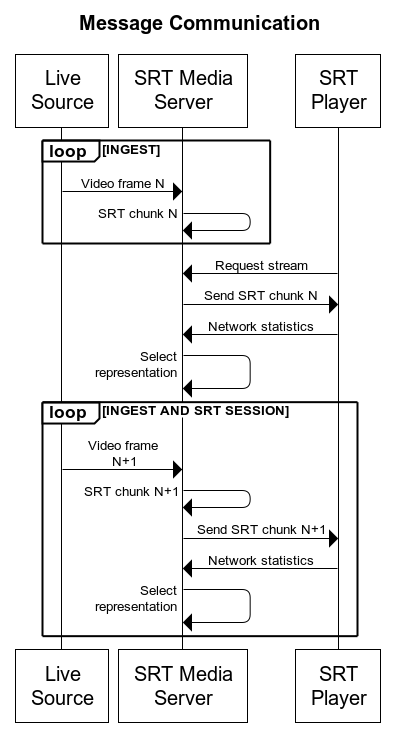 Message Communication
Live
Source
SRT Media
Server
SRT
Player
loop [INGEST]
Video frame N
SRT chunk N
Request stream
Send SRT chunk N
Network statistics
Select
representation
loop [INGEST AND SRT SESSION]
Video frame
N+1
SRT chunk N+1
Send SRT chunk N+1
Network statistics
Select
representation
Live
Source
SRT Media
Server
SRT
Player